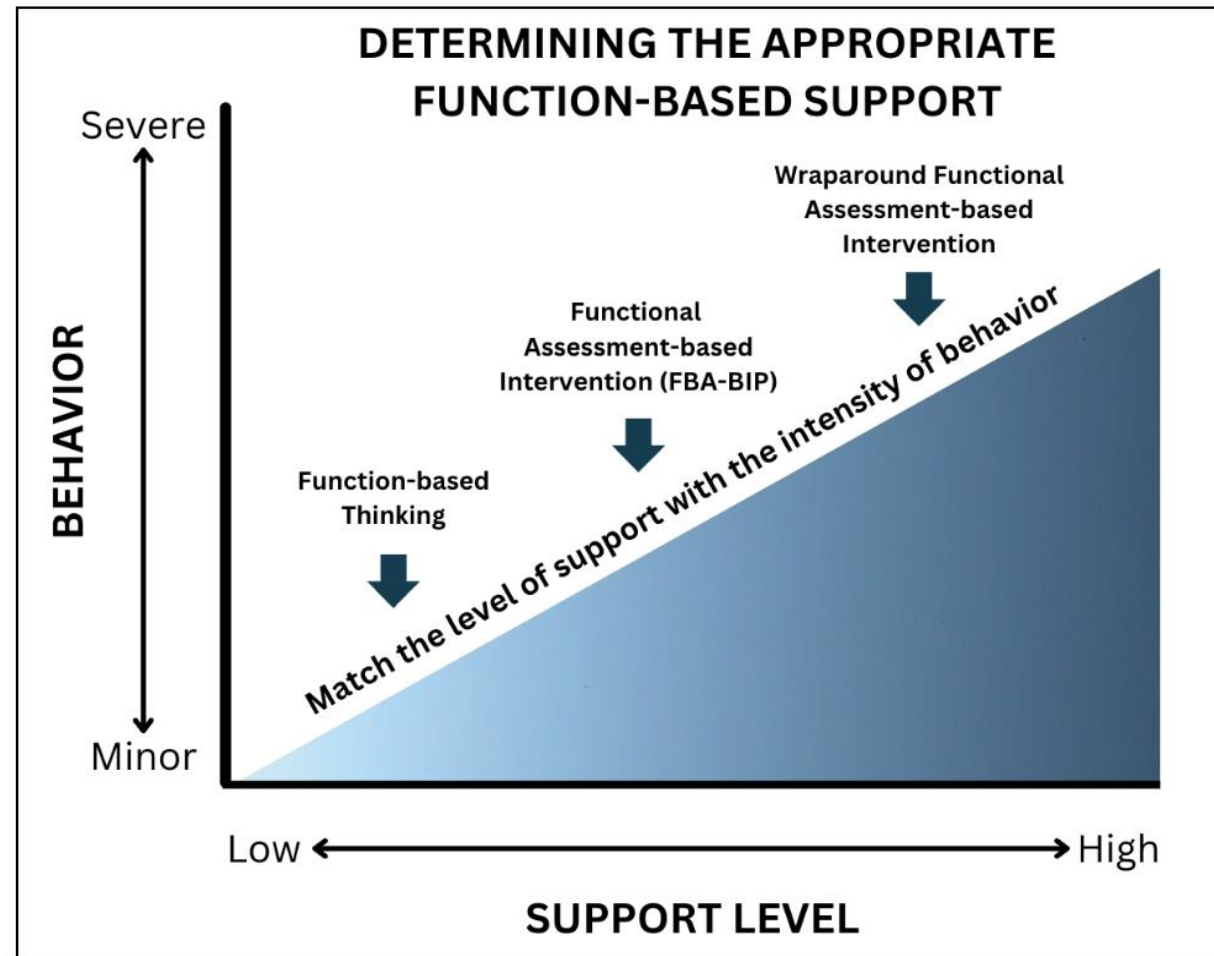 DETERMINING THE APPROPRIATE
FUNCTION-BASED SUPPORT
Severe
Wraparound Functional
Assessment-based
Intervention
Functional
Assessment-based
Intervention (FBA-BIP)
Function-based
Thinking
Match the level of support with the intensity of behavior
BEHAVIOR
Minor
Low
High
SUPPORT LEVEL